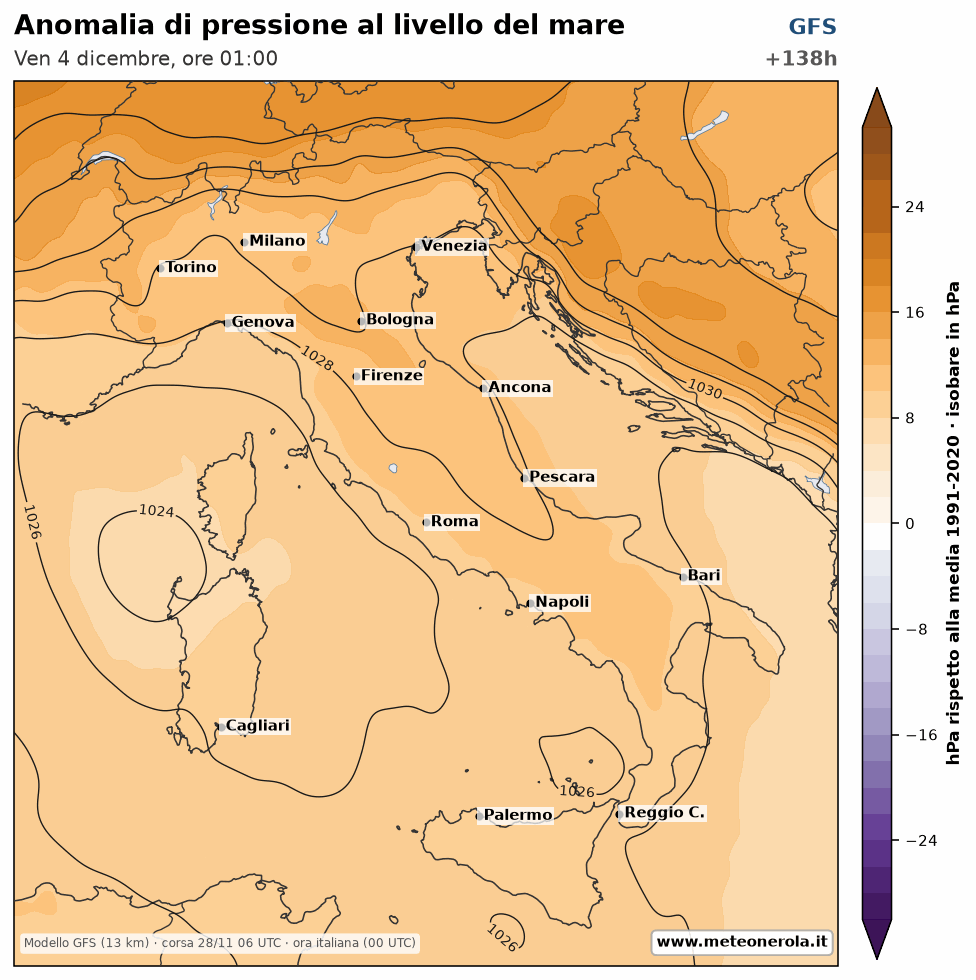 Anomalia di pressione al livello del mare
GFS
Ven 4 dicembre, ore 01:00
+138h
Milano
Venezia
Torino
Genova
Bologna
1028
Firenze
Ancona
1030
Pescara
1024
1026
Roma
Bari
Napoli
Cagliari
1026
Palermo
Reggio C.
1026
Modello GFS (13 km) · corsa 28/11 06 UTC · ora italiana (00 UTC)
www.meteonerola.it
24
16
8
0
−8
−16
−24
hPa rispetto alla media 1991-2020 · isobare in hPa